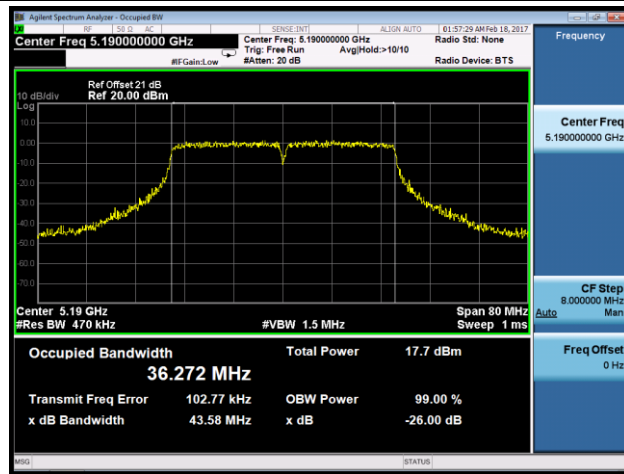 Agilent Spectrum Analyzer - Occupied BW
RF 50 Ω AC SENSE:INT ALIGN AUTO 01:57:29 AM Feb 18, 2017
Center Freq 5.190000000 GHz
Center Freq: 5.190000000 GHz Radio Std: None
Trig: Free Run Avg|Hold:>10/10
#IFGain:Low #Atten: 20 dB Radio Device: BTS
Frequency
Ref Offset 21 dB
10 dB/div Ref 20.00 dBm
Log
10.0
0.00
-10.0
-20.0
-30.0
-40.0
-50.0
-60.0
-70.0
Center 5.19 GHz Span 80 MHz
#Res BW 470 kHz #VBW 1.5 MHz Sweep 1 ms
Occupied Bandwidth Total Power 17.7 dBm
36.272 MHz
Transmit Freq Error 102.77 kHz OBW Power 99.00 %
x dB Bandwidth 43.58 MHz x dB -26.00 dB
Center Freq
5.190000000 GHz
CF Step
8.000000 MHz
Auto Man
Freq Offset
0 Hz
MSG STATUS